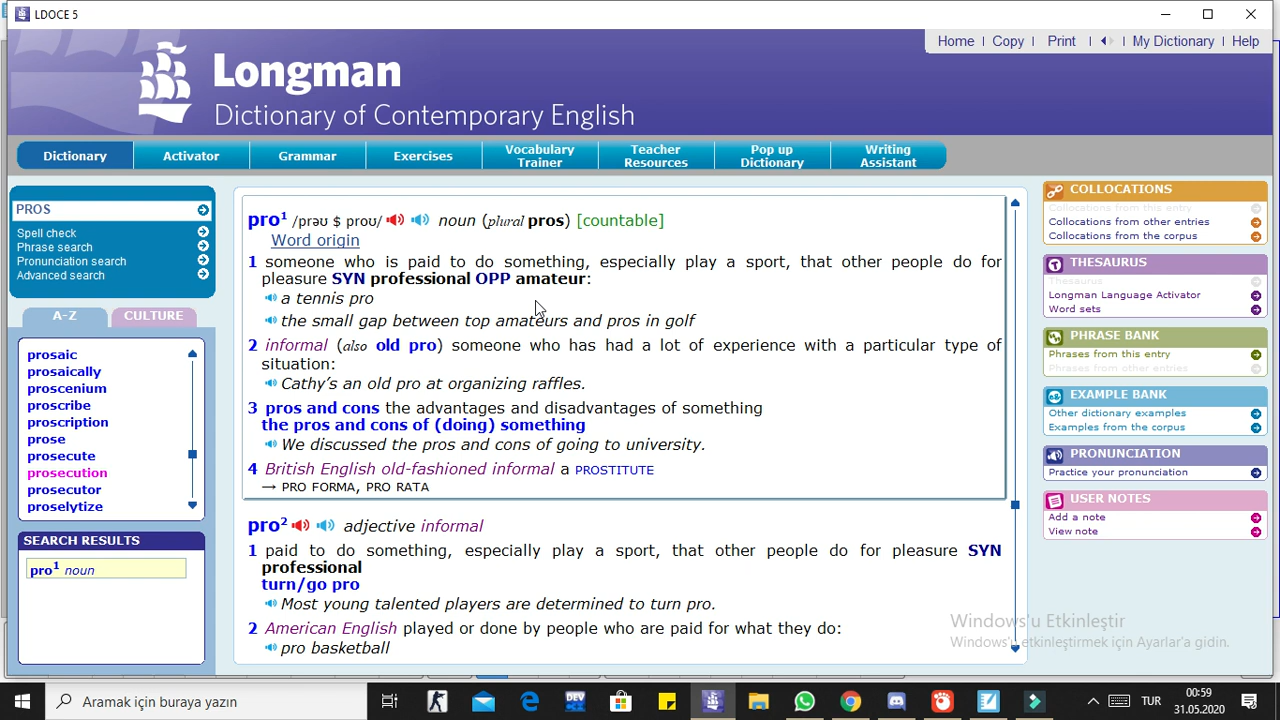 LDOCE 5
Home | Copy | Print | | My Dictionary | Help
Longman
Dictionary of Contemporary English
Dictionary
Activator
Grammar
Exercises
Vocabulary
Trainer
Teacher
Resources
Pop up
Dictionary
Writing
Assistant
PROS
Spell check
Phrase search
Pronunciation search
Advanced search
A-Z
CULTURE
prosaic
prosaically
proscenium
proscribe
proscription
prose
prosecute
prosecution
prosecutor
proselytize
SEARCH RESULTS
pro1 noun
pro1 /prəʊ $ proʊ/ noun (plural pros) [countable]
Word origin
1 someone who is paid to do something, especially play a sport, that other people do for
pleasure SYN professional OPP amateur:
a tennis pro
the small gap between top amateurs and pros in golf
2 informal (also old pro) someone who has had a lot of experience with a particular type of
situation:
Cathy's an old pro at organizing raffles.
3 pros and cons the advantages and disadvantages of something
the pros and cons of (doing) something
We discussed the pros and cons of going to university.
4 British English old-fashioned informal a PROSTITUTE
→ PRO FORMA, PRO RATA
pro2 adjective informal
1 paid to do something, especially play a sport, that other people do for pleasure SYN
professional
turn/go pro
Most young talented players are determined to turn pro.
2 American English played or done by people who are paid for what they do:
pro basketball
COLLOCATIONS
Collocations from this entry
Collocations from other entries
Collocations from the corpus
THESAURUS
Thesaurus
Longman Language Activator
Word sets
PHRASE BANK
Phrases from this entry
Phrases from other entries
EXAMPLE BANK
Other dictionary examples
Examples from the corpus
PRONUNCIATION
Practice your pronunciation
USER NOTES
Add a note
View note
Windows'u Etkinleştir
Windows'u etkinleştirmek için Ayarlar'a gidin.
Aramak için buraya yazın
DEV
TUR
00:59
31.05.2020